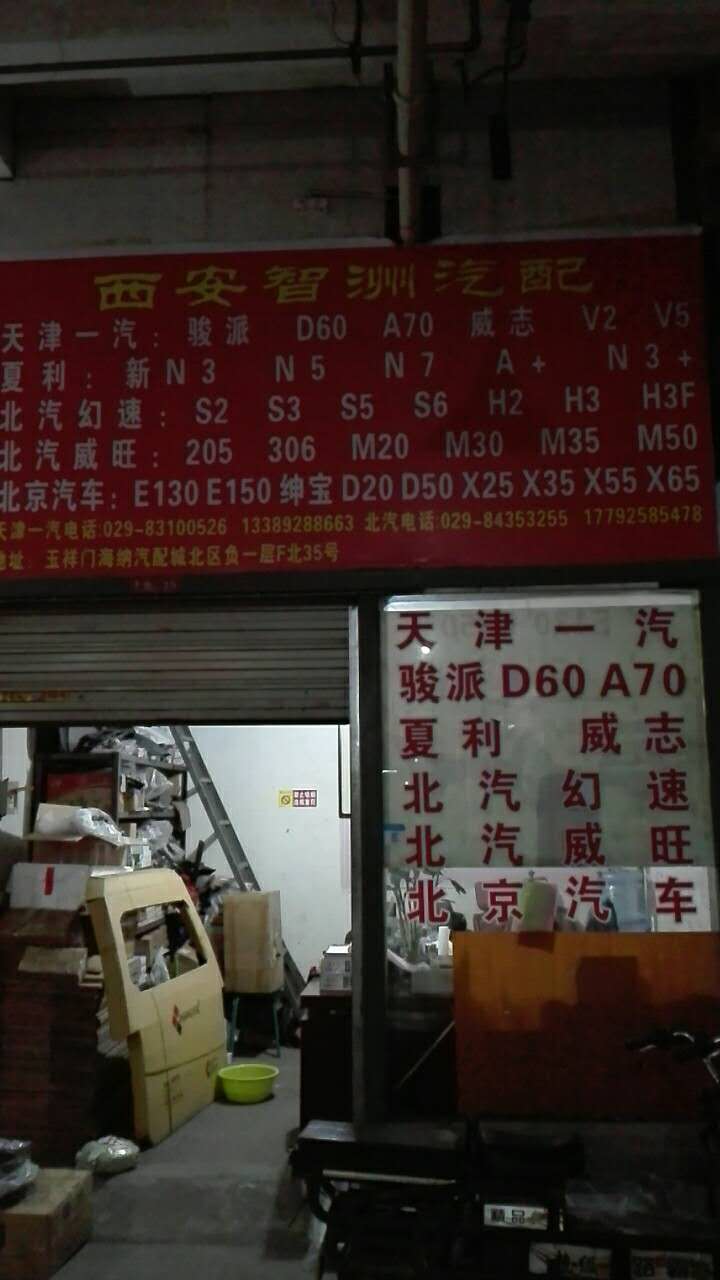 西安智洲汽配
天津一汽：骏派 D60 A70 威志 V2 V5
夏利：新N3 N5 N7 A+ N3+
北汽幻速：S2 S3 S5 S6 H2 H3 H3F
北汽威旺：205 306 M20 M30 M35 M50
北京汽车：E130 E150 绅宝 D20 D50 X25 X35 X55 X65
天津一汽电话:029-83100526 13389288663 北汽电话:029-84353255 17792585478
地址：玉祥门海纳汽配城北区负一层F北35号
天津一汽
骏派 D60 A70
夏利 威志
北汽幻速
北汽威旺
北京汽车
精品